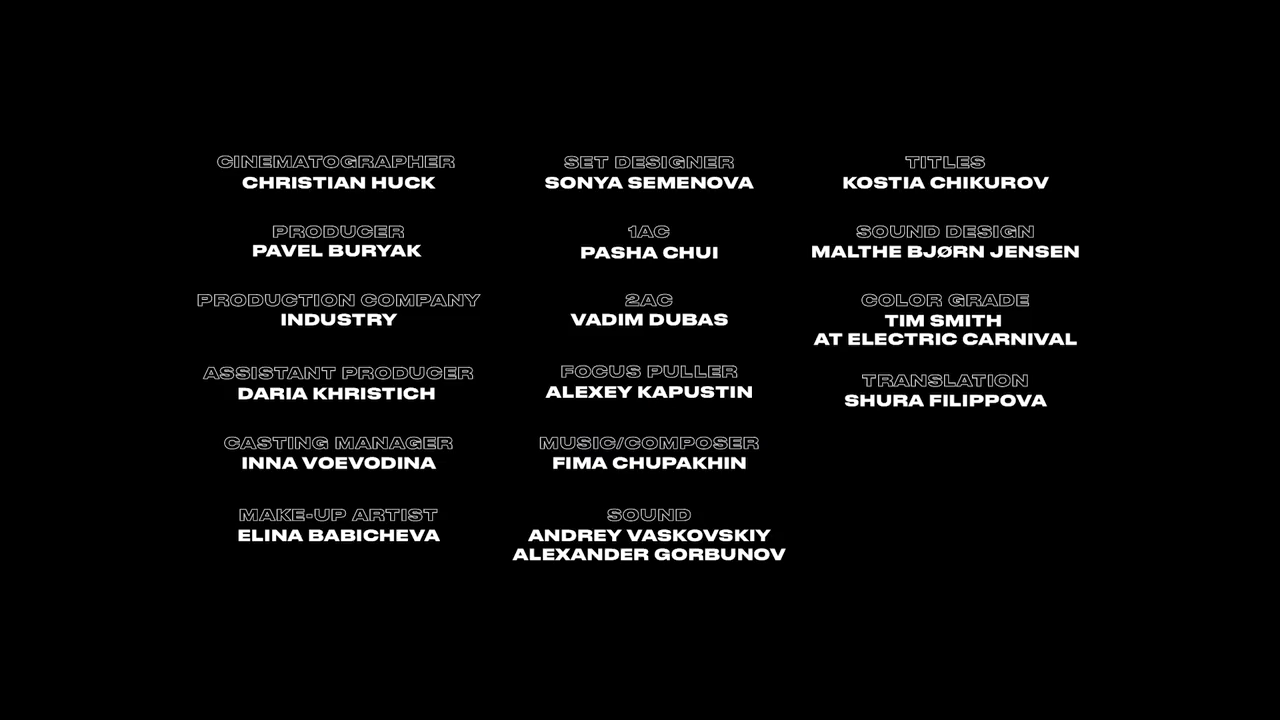 CINEMATOGRAPHER
CHRISTIAN HUCK
PRODUCER
PAVEL BURYAK
PRODUCTION COMPANY
INDUSTRY
ASSISTANT PRODUCER
DARIA KHRISTICH
CASTING MANAGER
INNA VOEVODINA
MAKE-UP ARTIST
ELINA BABICHEVA
SET DESIGNER
SONYA SEMENOVA
1AC
PASHA CHUI
2AC
VADIM DUBAS
FOCUS PULLER
ALEXEY KAPUSTIN
MUSIC/COMPOSER
FIMA CHUPAKHIN
SOUND
ANDREY VASKOVSKIY
ALEXANDER GORBUNOV
TITLES
KOSTIA CHIKUROV
SOUND DESIGN
MALTHE BJØRN JENSEN
COLOR GRADE
TIM SMITH
AT ELECTRIC CARNIVAL
TRANSLATION
SHURA FILIPPOVA